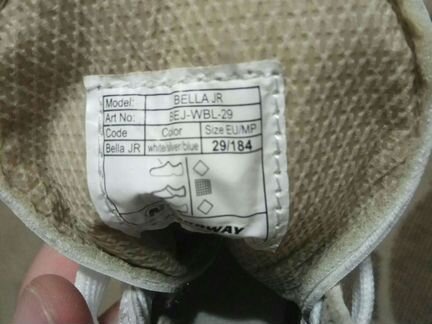 Model: BELLA JR
Art No: BEJ-WBL-29
Code Color Size EU/MP
Bella JR white/silver/blue 29/184